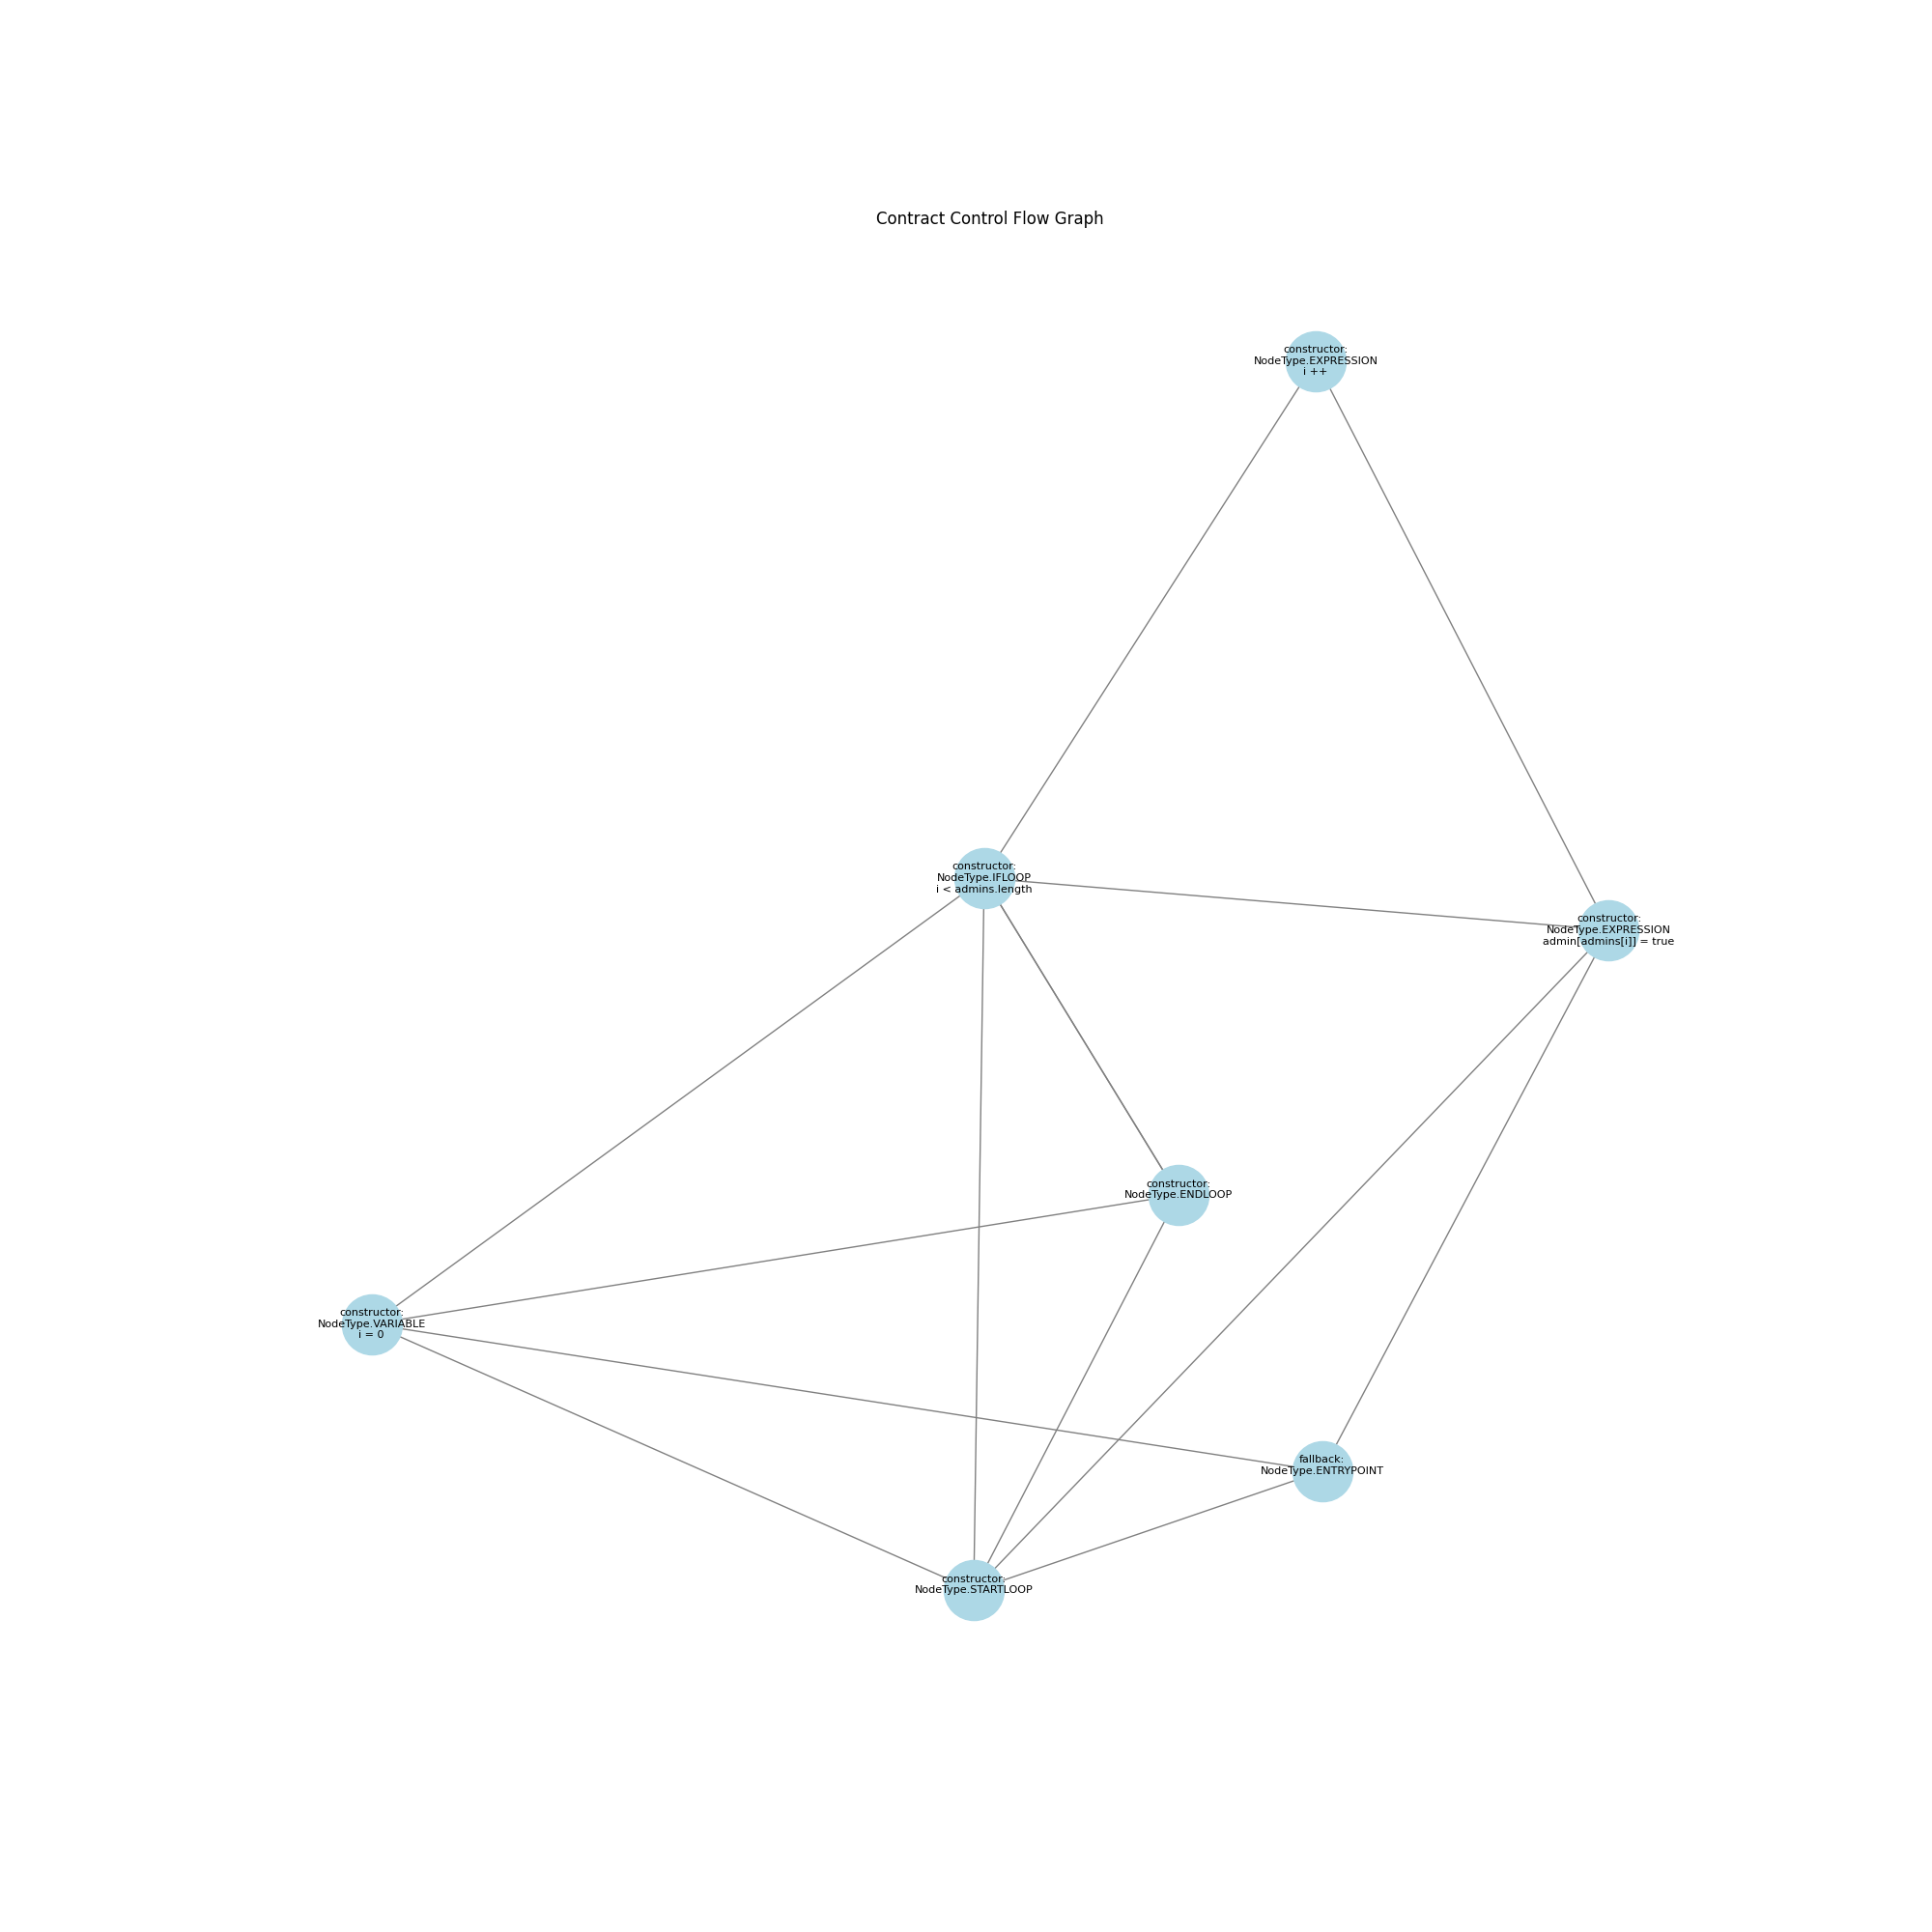 Contract Control Flow Graph
constructor:
NodeType.EXPRESSION
i ++
constructor:
NodeType.IFLOOP
i < admins.length
constructor:
NodeType.EXPRESSION
admin[admins[i]] = true
constructor:
NodeType.ENDLOOP
constructor:
NodeType.VARIABLE
i = 0
fallback:
NodeType.ENTRYPOINT
constructor:
NodeType.STARTLOOP